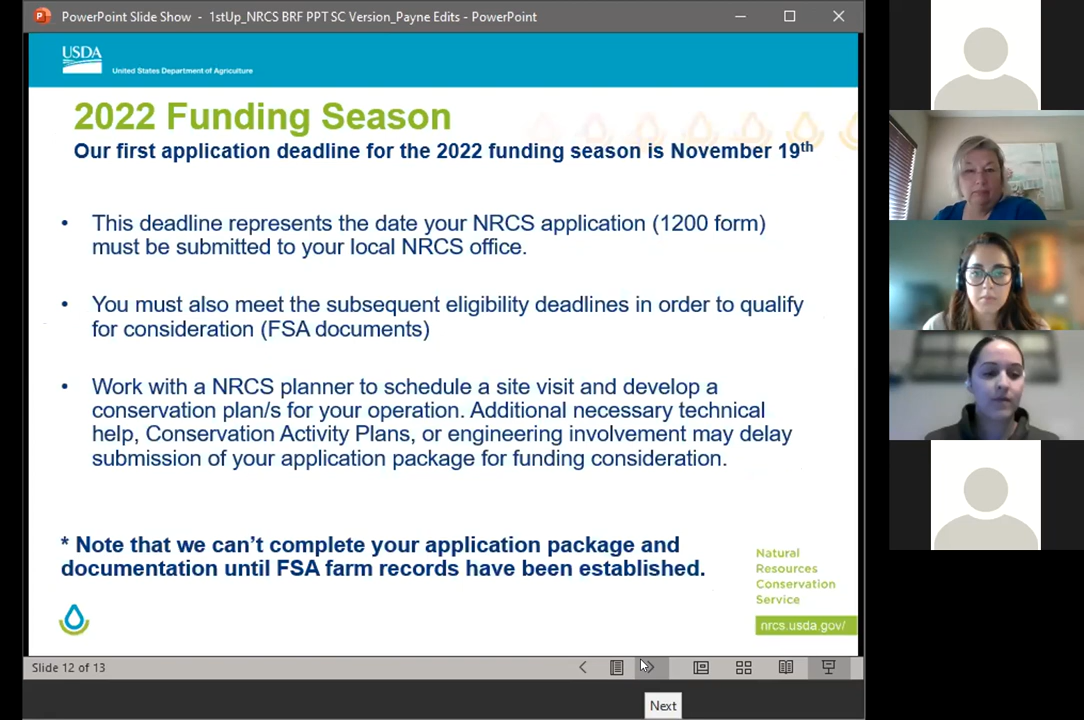 PowerPoint Slide Show - 1stUp_NRCS BRF PPT SC Version_Payne Edits - PowerPoint
USDA
United States Department of Agriculture
2022 Funding Season
Our first application deadline for the 2022 funding season is November 19th
• This deadline represents the date your NRCS application (1200 form)
must be submitted to your local NRCS office.
• You must also meet the subsequent eligibility deadlines in order to qualify
for consideration (FSA documents)
• Work with a NRCS planner to schedule a site visit and develop a
conservation plan/s for your operation. Additional necessary technical
help, Conservation Activity Plans, or engineering involvement may delay
submission of your application package for funding consideration.
* Note that we can't complete your application package and
documentation until FSA farm records have been established.
Natural
Resources
Conservation
Service
nrcs.usda.gov/
Slide 12 of 13
Next